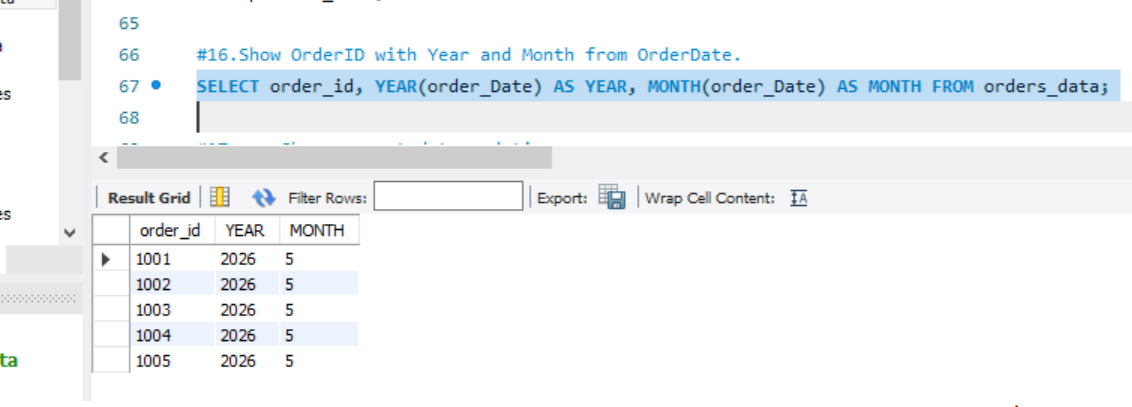 65
66 #16.Show OrderID with Year and Month from OrderDate.
67 SELECT order_id, YEAR(order_Date) AS YEAR, MONTH(order_Date) AS MONTH FROM orders_data;
68
Result Grid Filter Rows: Export: Wrap Cell Content:
order_id YEAR MONTH
1001 2026 5
1002 2026 5
1003 2026 5
1004 2026 5
1005 2026 5
es
es
ta